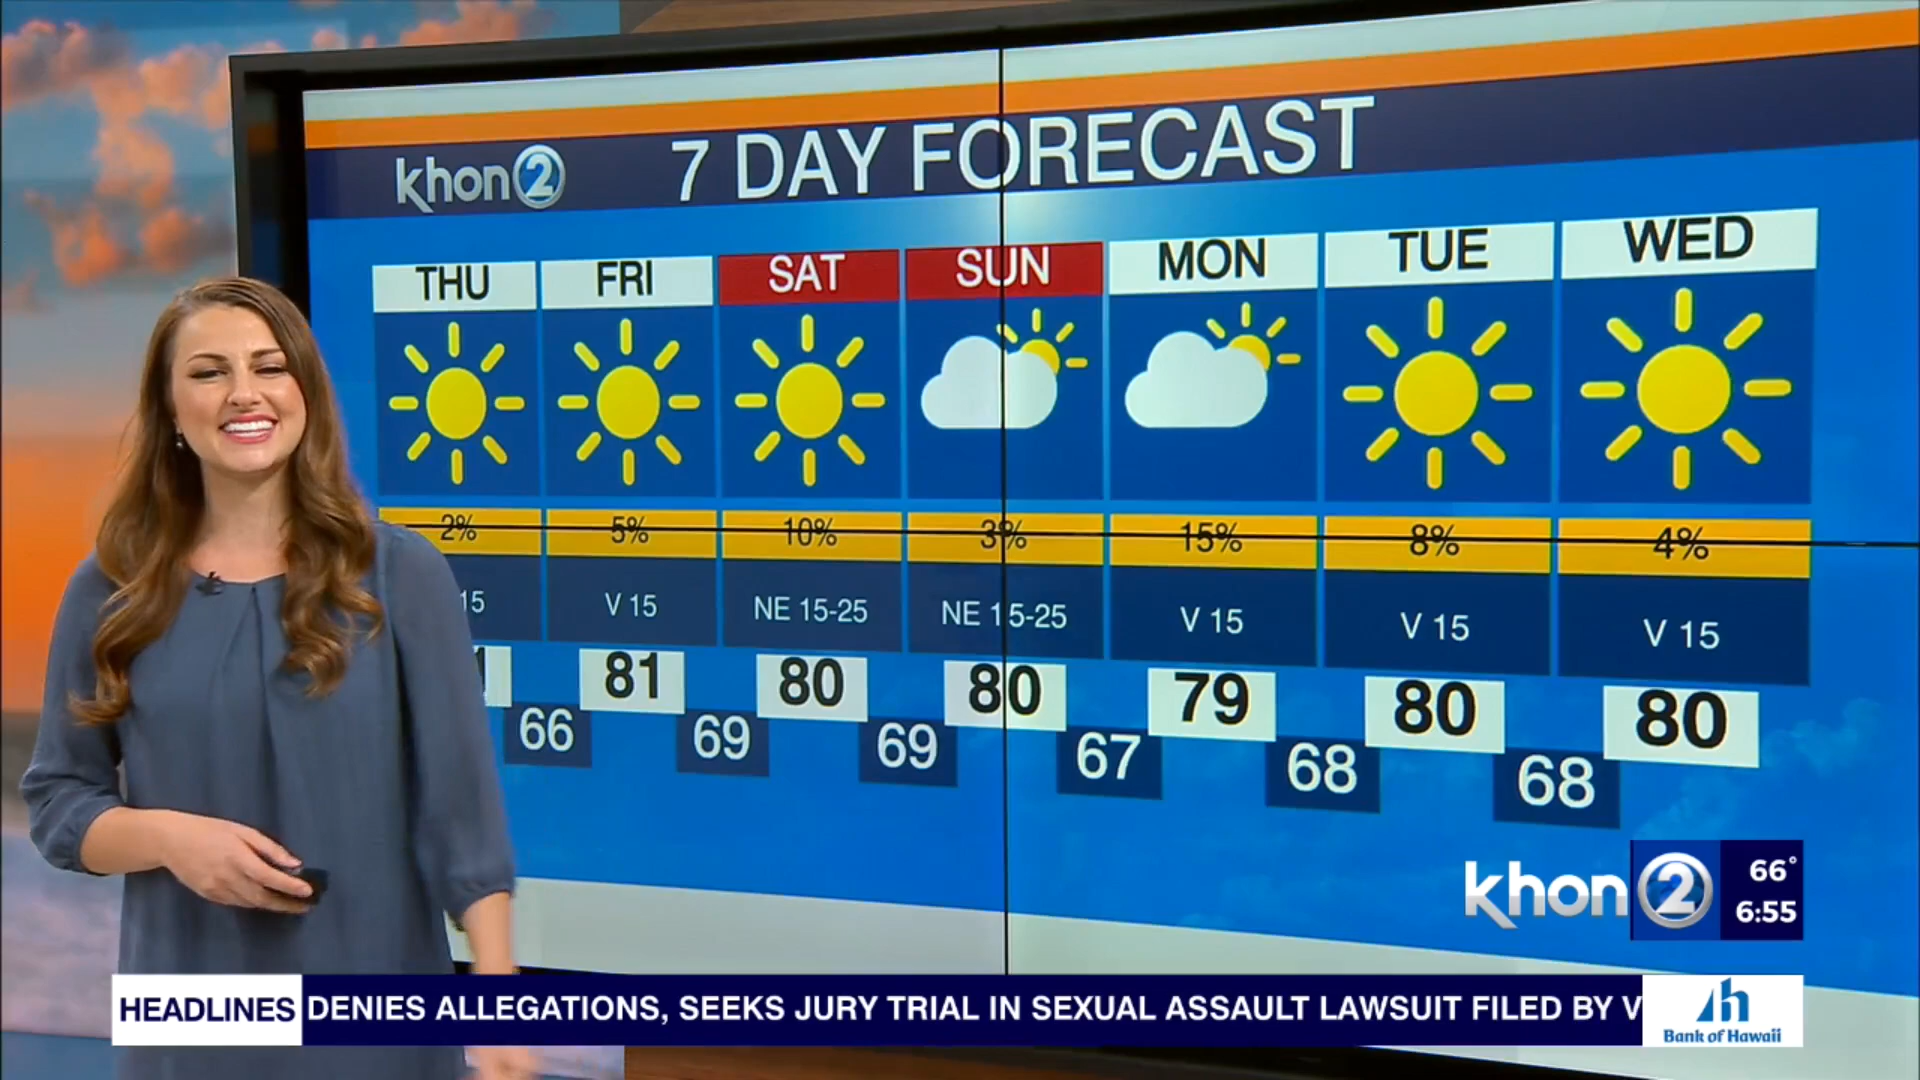 khon2 7 DAY FORECAST
THU FRI SAT SUN MON TUE WED
2% 5% 10% 3% 15% 8% 4%
15 V 15 NE 15-25 NE 15-25 V 15 V 15 V 15
81 80 80 79 80 80
66 69 69 67 68 68
khon2 66°
6:55
HEADLINES DENIES ALLEGATIONS, SEEKS JURY TRIAL IN SEXUAL ASSAULT LAWSUIT FILED BY V
Bank of Hawaii